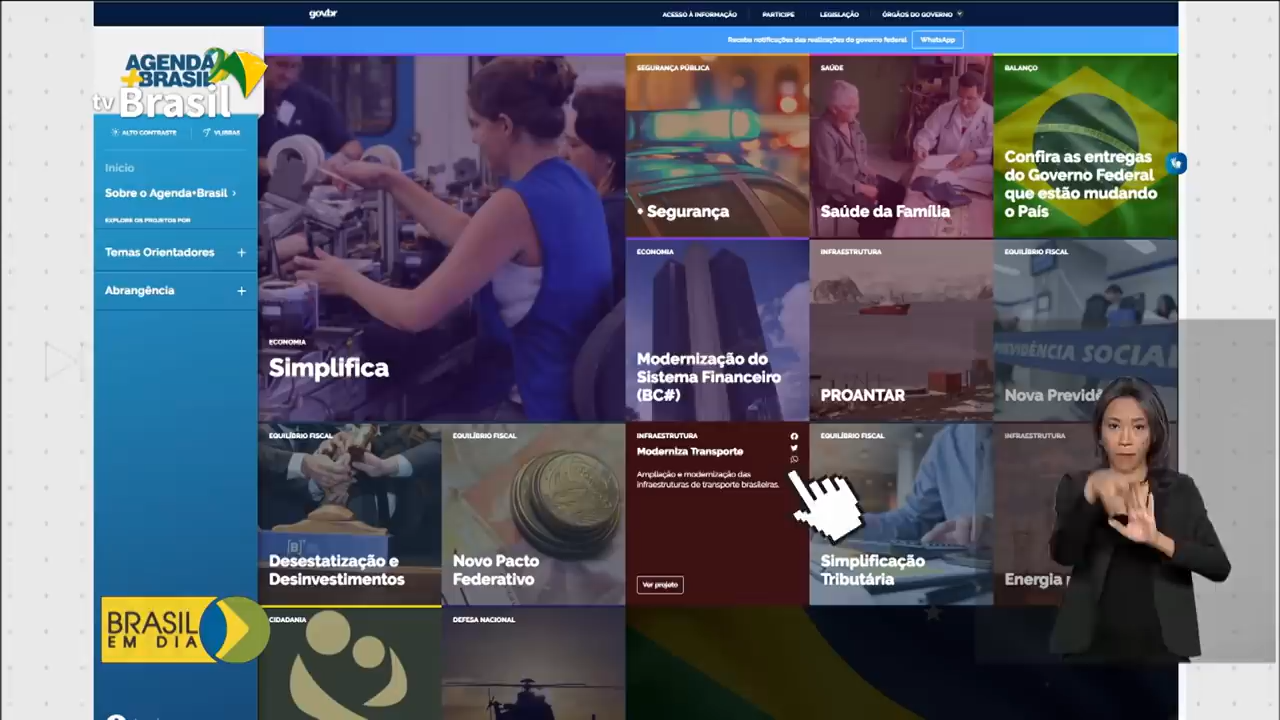 gov.br
ACESSO À INFORMAÇÃO
PARTICIPE
LEGISLAÇÃO
ÓRGÃOS DO GOVERNO
Receba notificações das realizações do governo federal
WhatsApp
AGENDA
+BRASIL
tv Brasil
ALTO CONTRASTE
VLIBRAS
Início
Sobre o Agenda+Brasil ›
EXPLORE OS PROJETOS POR
Temas Orientadores +
Abrangência +
ECONOMIA
Simplifica
SEGURANÇA PÚBLICA
• Segurança
SAÚDE
Saúde da Família
BALANÇO
Confira as entregas
do Governo Federal
que estão mudando
o País
ECONOMIA
Modernização do
Sistema Financeiro
(BC#)
INFRAESTRUTURA
PROANTAR
EQUILÍBRIO FISCAL
PREVIDÊNCIA SOCIAL
Nova
EQUILÍBRIO FISCAL
[B]
Desestatização e
Desinvestimentos
EQUILÍBRIO FISCAL
Novo Pacto
Federativo
INFRAESTRUTURA
Moderniza Transporte
Ampliação e modernização das
infraestruturas de transporte brasileiras.
Ver projeto
EQUILÍBRIO FISCAL
Simplificação
Tributária
INFRAESTRUTURA
Energia
BRASIL
EM DIA
CIDADANIA
DEFESA NACIONAL